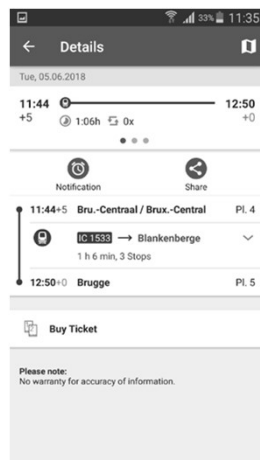 33% 11:35
Details
Tue, 05.06.2018
11:44 12:50
+5 1:06h 0x +0
Notification Share
11:44+5 Bru.-Centraal / Brux.-Central Pl. 4
IC 1533 → Blankenberge
1 h 6 min, 3 Stops
12:50+0 Brugge Pl. 5
Buy Ticket
Please note:
No warranty for accuracy of information.